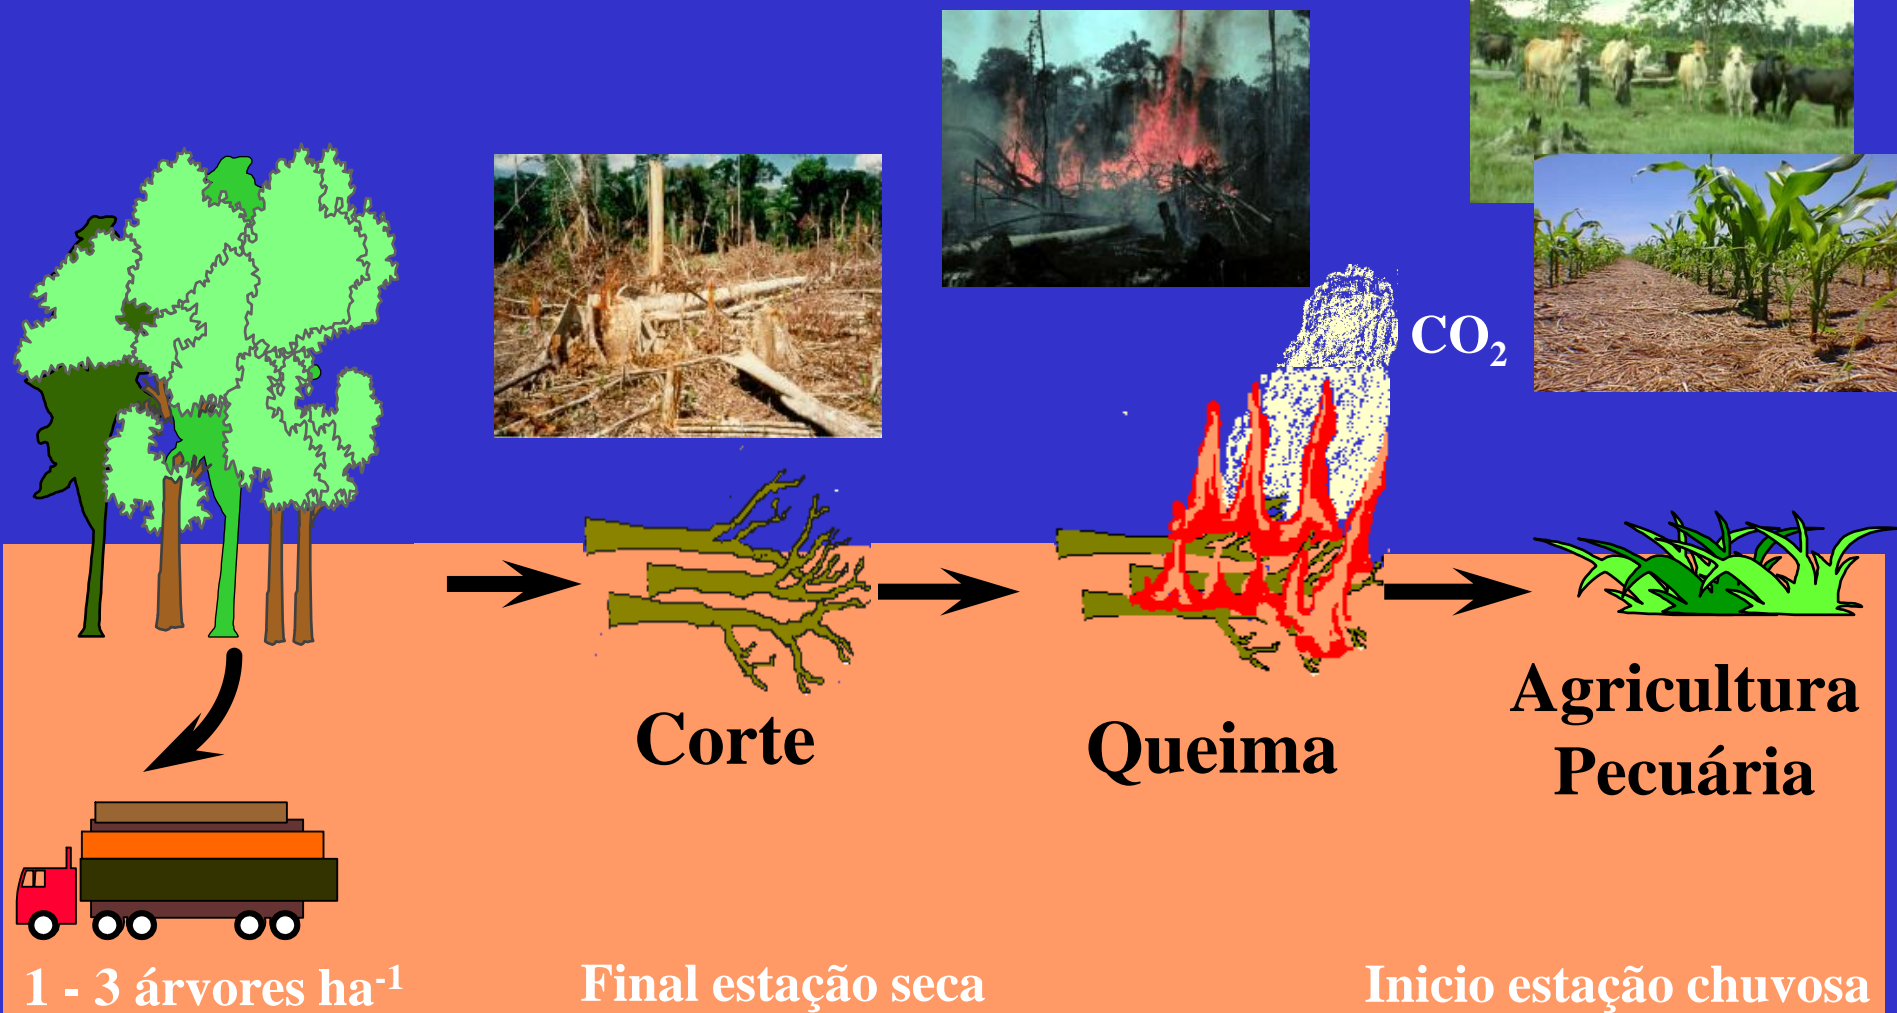 CO₂
Corte
Queima
Agricultura
Pecuária
1 - 3 árvores ha⁻¹
Final estação seca
Inicio estação chuvosa